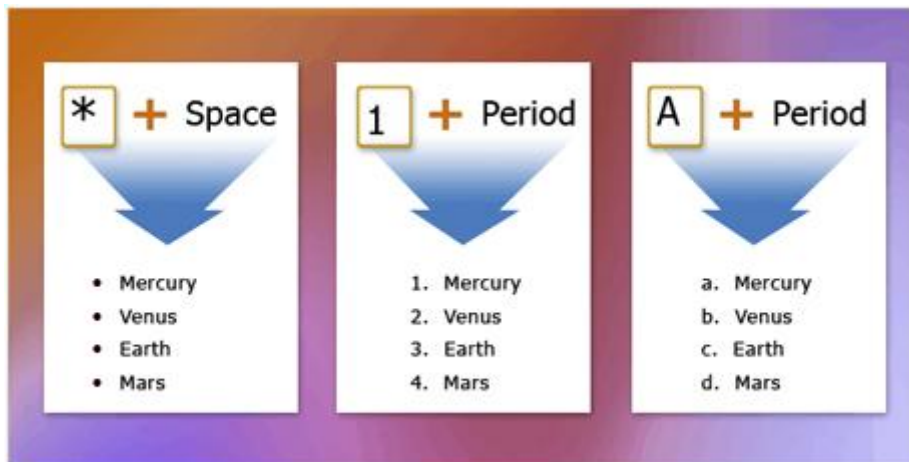 * + Space
• Mercury
• Venus
• Earth
• Mars
1 + Period
1. Mercury
2. Venus
3. Earth
4. Mars
A + Period
a. Mercury
b. Venus
c. Earth
d. Mars